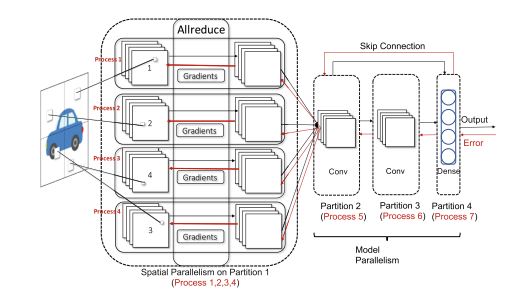 Allreduce
Skip Connection
Process 1
1
Gradients
Process 2
2
Gradients
Output
Error
Process 3
4
Gradients
Conv
Conv
Dense
Process 4
3
Gradients
Partition 2
(Process 5)
Partition 3
(Process 6)
Partition 4
(Process 7)
Model
Parallelism
Spatial Parallelism on Partition 1
(Process 1,2,3,4)